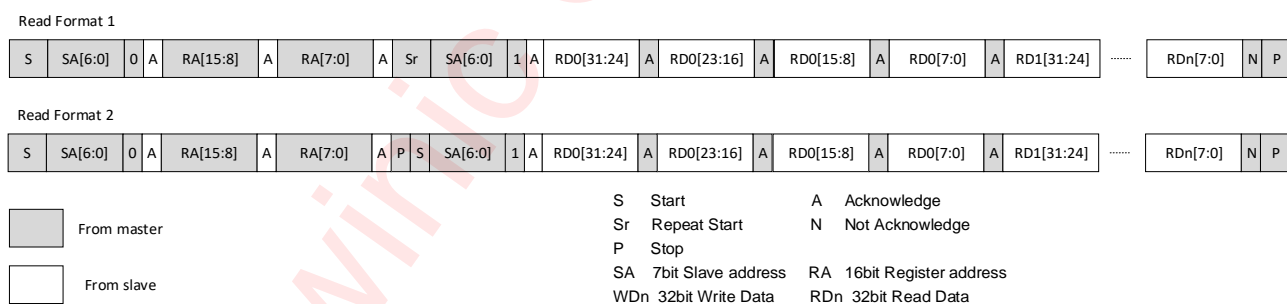 Read Format 1
S SA[6:0] 0 A RA[15:8] A RA[7:0] A Sr SA[6:0] 1 A RD0[31:24] A RD0[23:16] A RD0[15:8] A RD0[7:0] A RD1[31:24] ....... RDn[7:0] N P
Read Format 2
S SA[6:0] 0 A RA[15:8] A RA[7:0] A P S SA[6:0] 1 A RD0[31:24] A RD0[23:16] A RD0[15:8] A RD0[7:0] A RD1[31:24] ....... RDn[7:0] N P
From master
From slave
S Start A Acknowledge
Sr Repeat Start N Not Acknowledge
P Stop
SA 7bit Slave address RA 16bit Register address
WDn 32bit Write Data RDn 32bit Read Data
winic